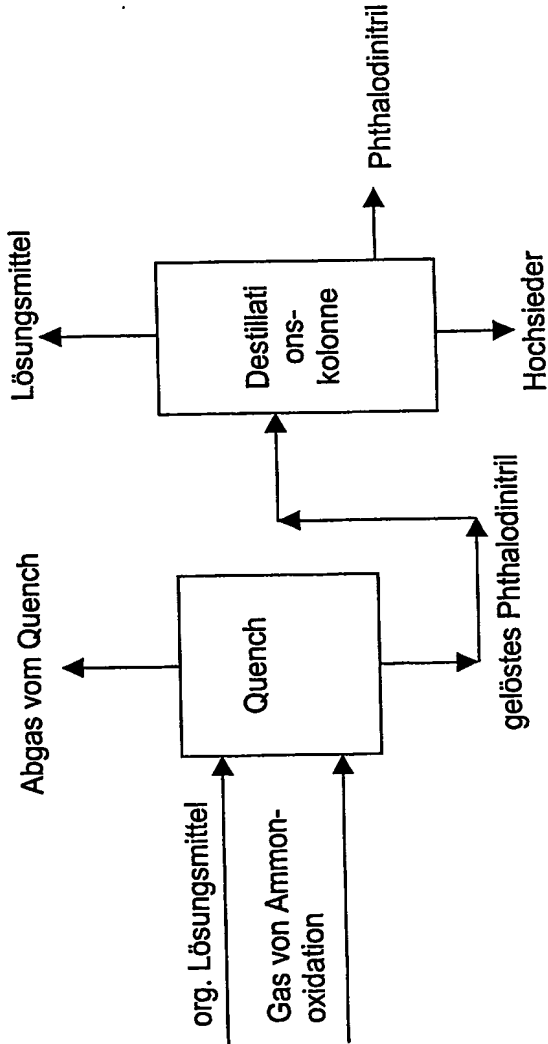 Abgas vom Quench
Lösungsmittel
org. Lösungsmittel
Gas von Ammon-
oxidation
Quench
gelöstes Phthalodinitril
Destillati
ons-
kolonne
Phthalodinitril
Hochsieder